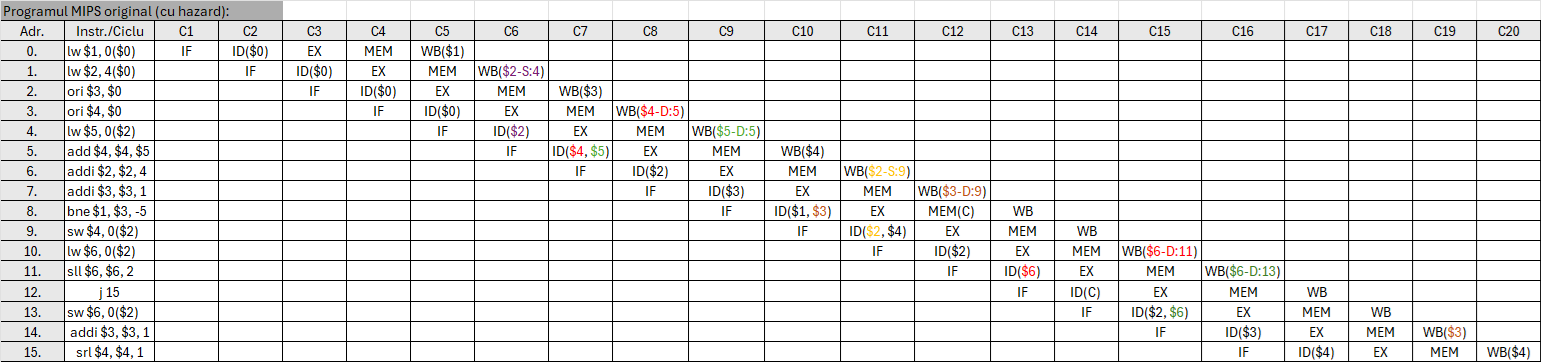 Programul MIPS original (cu hazard):
Adr. Instr./Ciclu C1 C2 C3 C4 C5 C6 C7 C8 C9 C10 C11 C12 C13 C14 C15 C16 C17 C18 C19 C20
0. lw $1, 0($0) IF ID($0) EX MEM WB($1)
1. lw $2, 4($0) IF ID($0) EX MEM WB($2-S:4)
2. ori $3, $0 IF ID($0) EX MEM WB($3)
3. ori $4, $0 IF ID($0) EX MEM WB($4-D:5)
4. lw $5, 0($2) IF ID($2) EX MEM WB($5-D:5)
5. add $4, $4, $5 IF ID($4, $5) EX MEM WB($4)
6. addi $2, $2, 4 IF ID($2) EX MEM WB($2-S:9)
7. addi $3, $3, 1 IF ID($3) EX MEM WB($3-D:9)
8. bne $1, $3, -5 IF ID($1, $3) EX MEM(C) WB
9. sw $4, 0($2) IF ID($2, $4) EX MEM WB
10. lw $6, 0($2) IF ID($2) EX MEM WB($6-D:11)
11. sll $6, $6, 2 IF ID($6) EX MEM WB($6-D:13)
12. j 15 IF ID(C) EX MEM WB
13. sw $6, 0($2) IF ID($2, $6) EX MEM WB
14. addi $3, $3, 1 IF ID($3) EX MEM WB($3)
15. srl $4, $4, 1 IF ID($4) EX MEM WB($4)